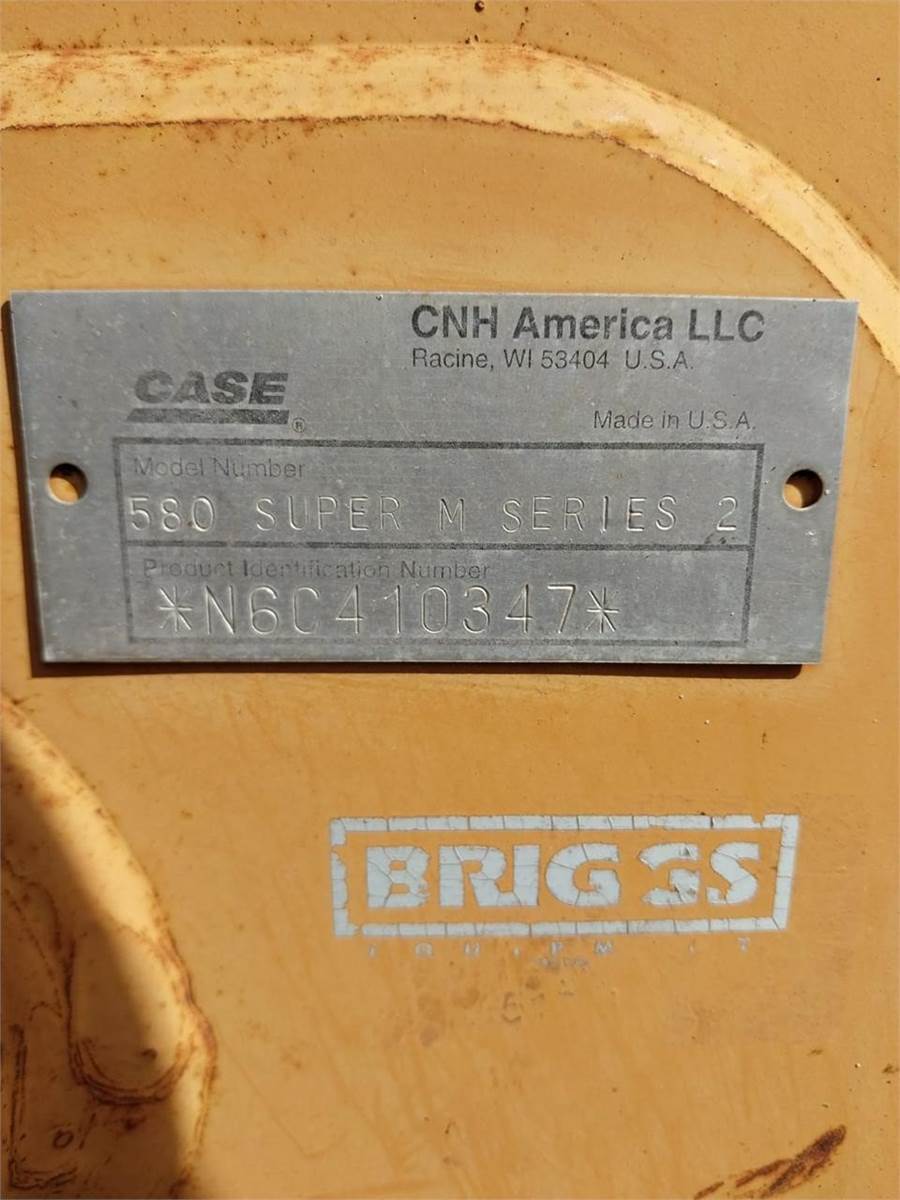 CNH America LLC
Racine, WI 53404 U.S.A.
CASE
®
Made in U.S.A.
Model Number
580 SUPER M SERIES 2
Product Identification Number
*N6C410347*
BRIGGS